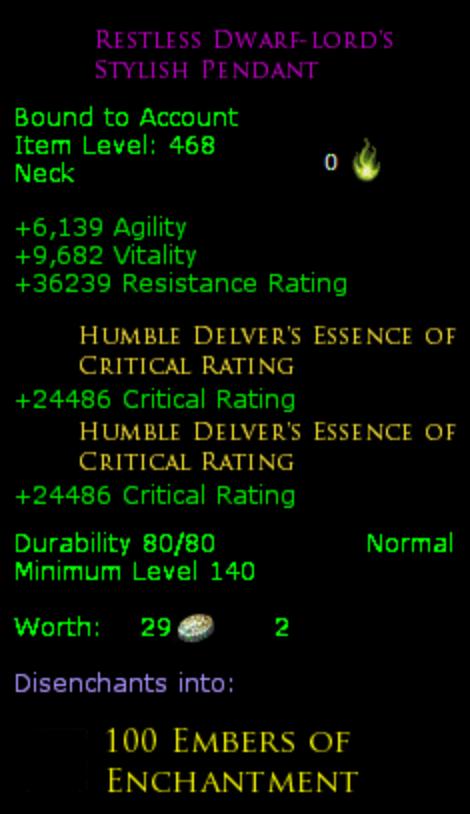 Restless Dwarf-lord's
Stylish Pendant
Bound to Account
Item Level: 468
0
Neck
+6,139 Agility
+9,682 Vitality
+36239 Resistance Rating
Humble Delver's Essence of
Critical Rating
+24486 Critical Rating
Humble Delver's Essence of
Critical Rating
+24486 Critical Rating
Durability 80/80 Normal
Minimum Level 140
Worth: 29 2
Disenchants into:
100 Embers of
Enchantment